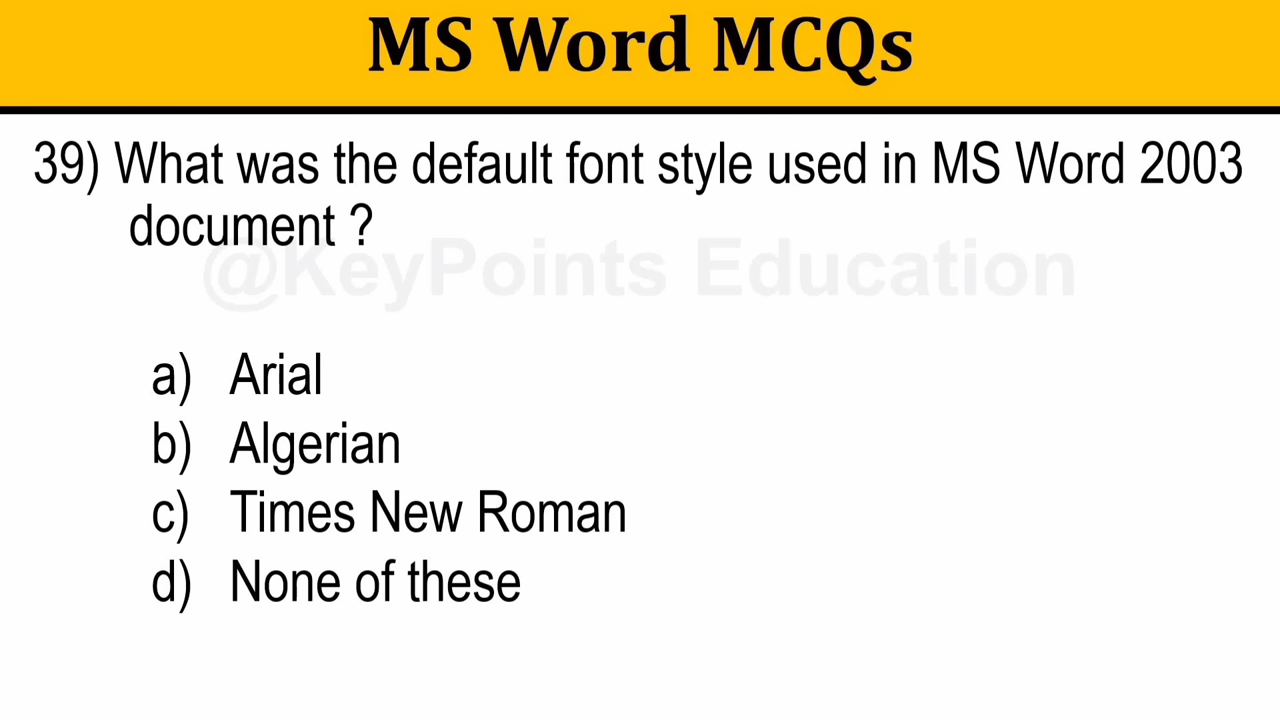 MS Word MCQs
39) What was the default font style used in MS Word 2003
document ?
@KeyPoints Education
a) Arial
b) Algerian
c) Times New Roman
d) None of these